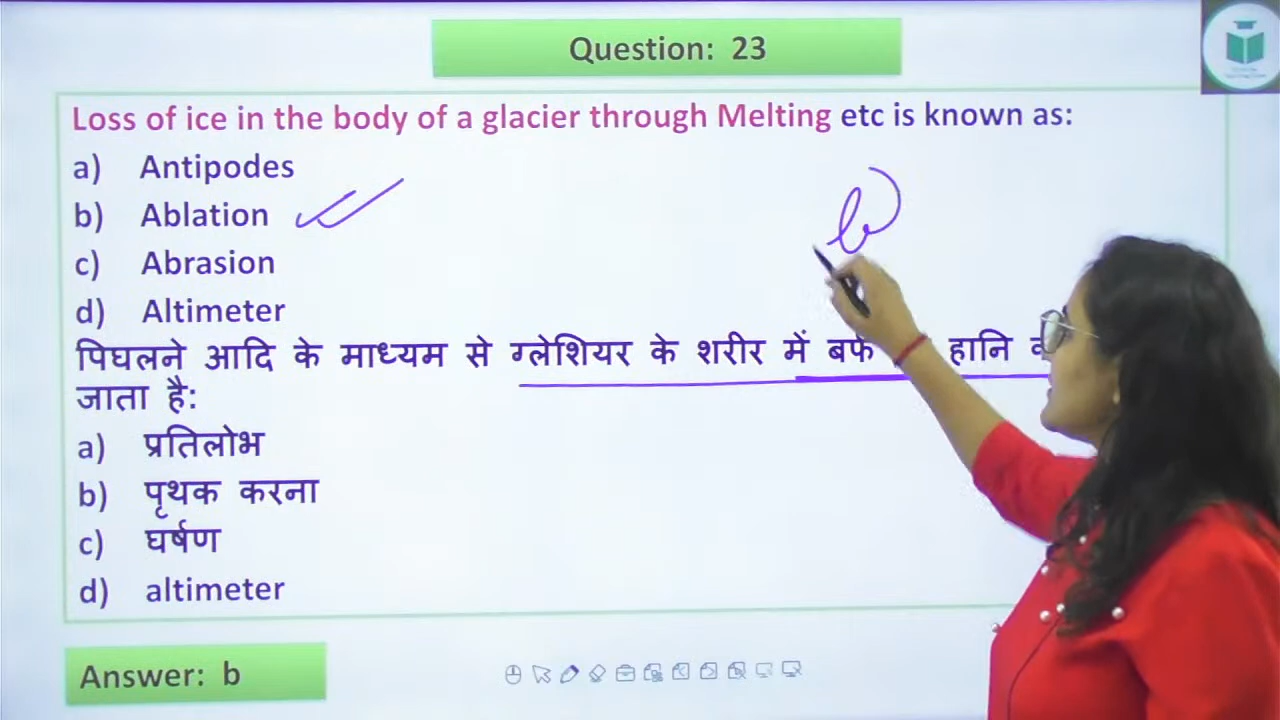 Question: 23
Loss of ice in the body of a glacier through Melting etc is known as:
a) Antipodes
b) Ablation
c) Abrasion
d) Altimeter
b)
पिघलने आदि के माध्यम से ग्लेशियर के शरीर में बर्फ हानि
जाता है:
a) प्रतिलोभ
b) पृथक करना
c) घर्षण
d) altimeter
Answer: b